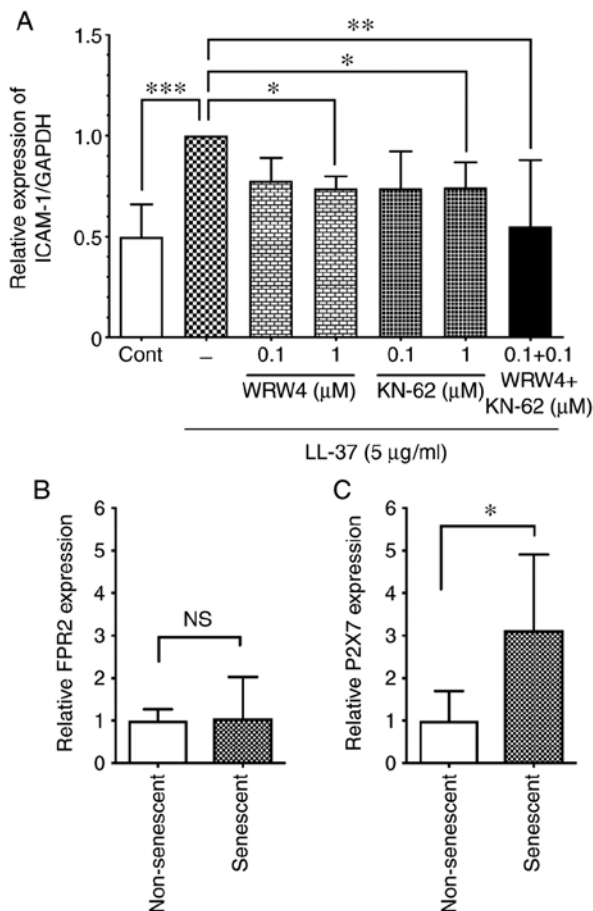 A
Relative expression of
ICAM-1/GAPDH
1.5
1.0
0.5
0
***
*
*
**
Cont
–
0.1
1
0.1
1
0.1+0.1
WRW4 (µM)
KN-62 (µM)
WRW4+
KN-62 (µM)
LL-37 (5 µg/ml)
B
Relative FPR2 expression
6
5
4
3
2
1
0
NS
Non-senescent
Senescent
C
Relative P2X7 expression
6
5
4
3
2
1
0
*
Non-senescent
Senescent